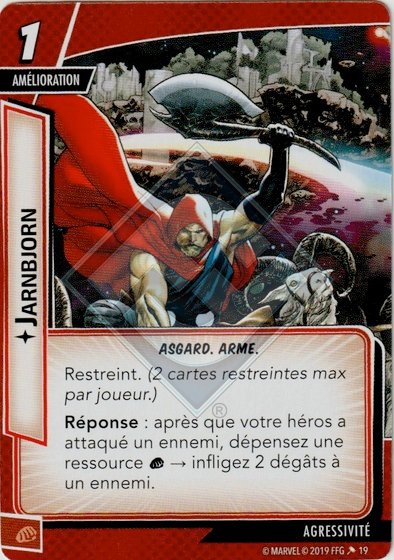 1
AMÉLIORATION
JARNBJORN
ASGARD. ARME.
Restreint. (2 cartes restreintes max
par joueur.)
Réponse : après que votre héros a
attaqué un ennemi, dépensez une
ressource → infligez 2 dégâts à
un ennemi.
®
AGRESSIVITÉ
© MARVEL © 2019 FFG 19